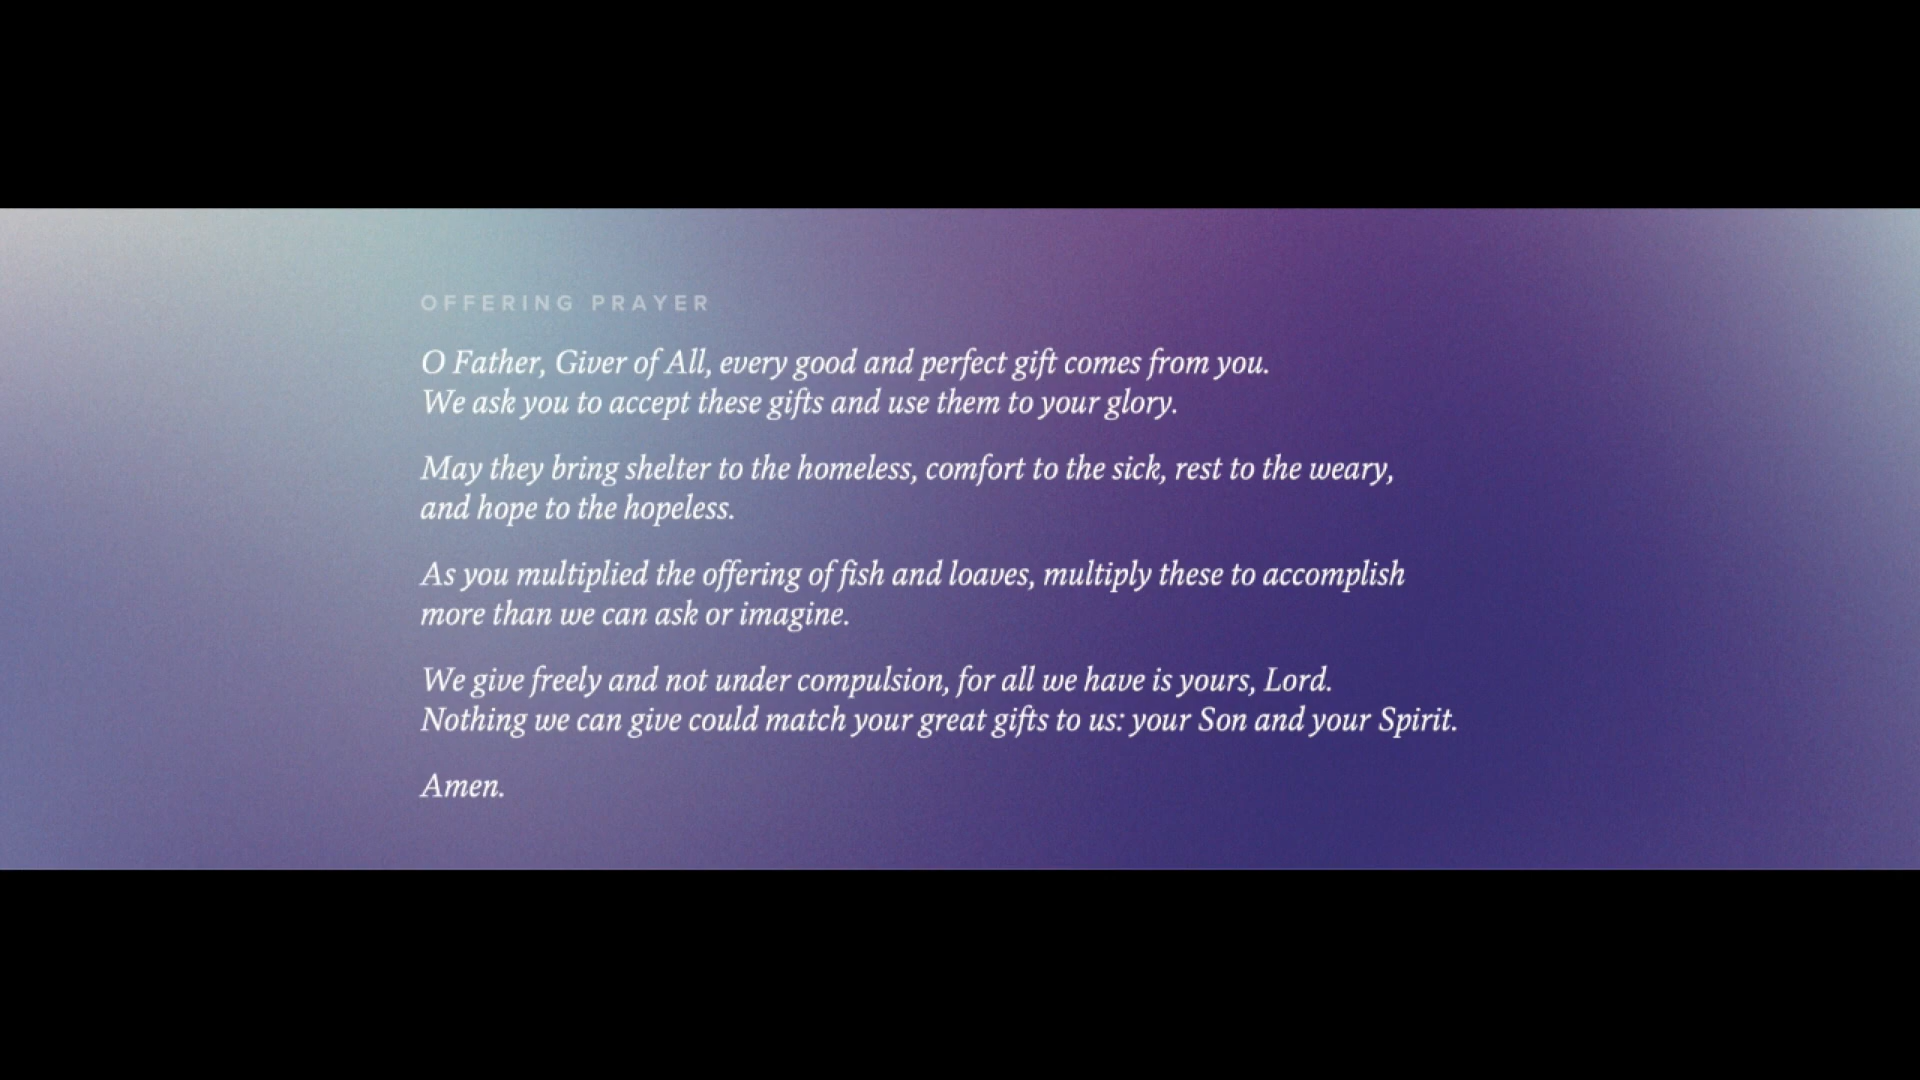 OFFERING PRAYER
O Father, Giver of All, every good and perfect gift comes from you.
We ask you to accept these gifts and use them to your glory.
May they bring shelter to the homeless, comfort to the sick, rest to the weary,
and hope to the hopeless.
As you multiplied the offering of fish and loaves, multiply these to accomplish
more than we can ask or imagine.
We give freely and not under compulsion, for all we have is yours, Lord.
Nothing we can give could match your great gifts to us: your Son and your Spirit.
Amen.